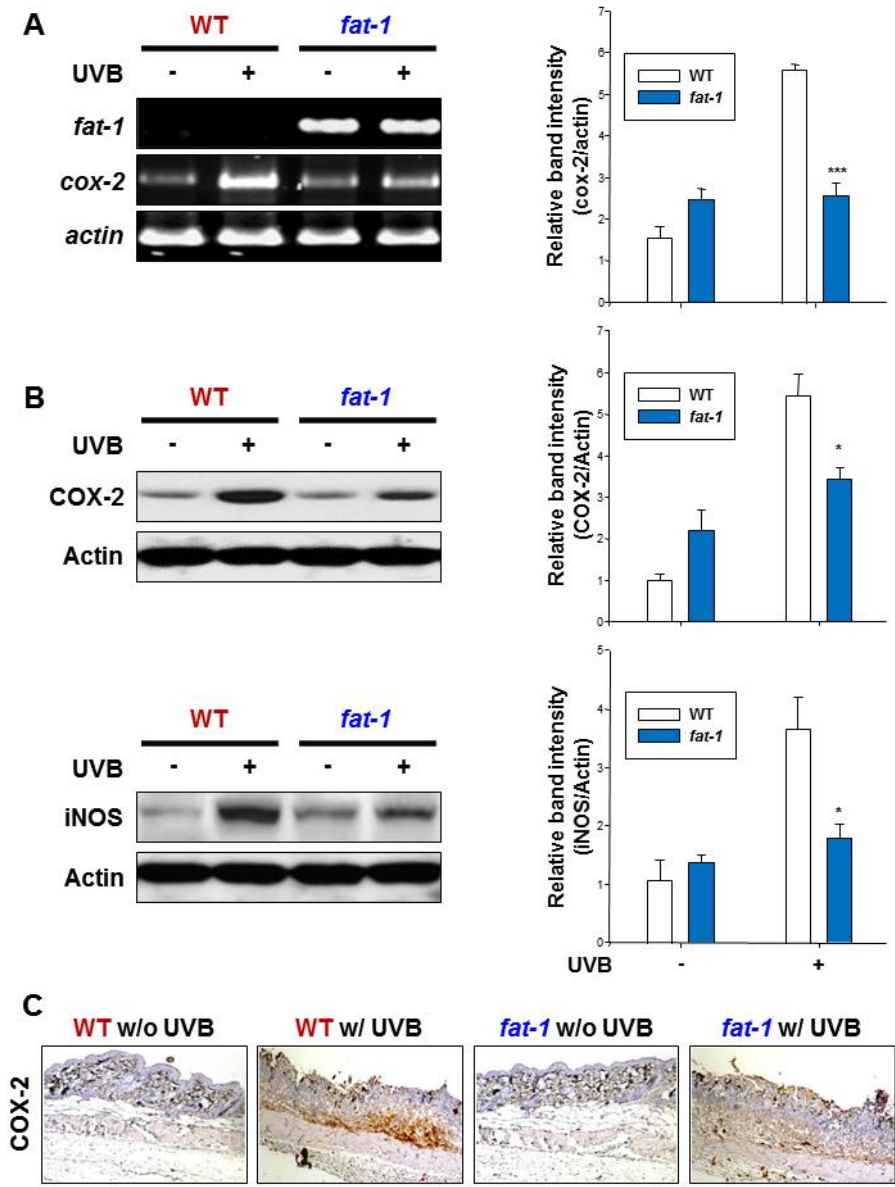 A
WT fat-1
UVB - + - +
fat-1
cox-2
actin
Relative band intensity
(cox-2/actin)
7
6
5
4
3
2
1
0
WT
fat-1
***
B
WT fat-1
UVB - + - +
COX-2
Actin
Relative band intensity
(COX-2/Actin)
7
6
5
4
3
2
1
0
WT
fat-1
*
WT fat-1
UVB - + - +
iNOS
Actin
Relative band intensity
(iNOS/Actin)
5
4
3
2
1
0
WT
fat-1
*
UVB - +
C
WT w/o UVB WT w/ UVB fat-1 w/o UVB fat-1 w/ UVB
COX-2